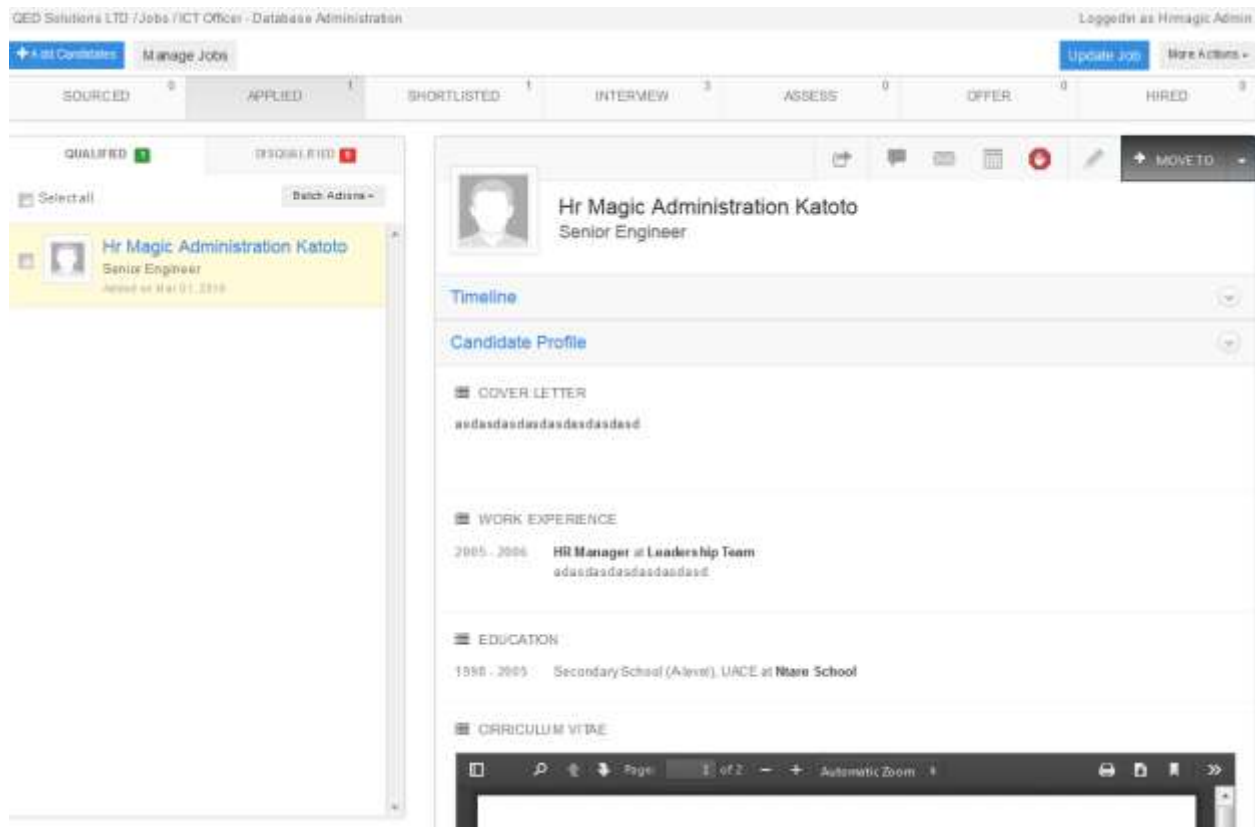 QED Solutions LTD / Jobs / ICT Officer - Database Administration
Loggedin as Hrmagic Admin
Add Candidates
Manage Jobs
Update Job
More Actions
SOURCED 0
APPLIED 1
SHORTLISTED 1
INTERVIEW 3
ASSESS 0
OFFER 0
HIRED 0
QUALIFIED 1
DISQUALIFIED
Select all
Batch Actions
MOVE TO
Hr Magic Administration Katoto
Senior Engineer
Hr Magic Administration Katoto
Senior Engineer
Timeline
Candidate Profile
COVER LETTER
WORK EXPERIENCE
2005 - 2006 HR Manager at Leadership Team
EDUCATION
1998 - 2005 Secondary School (A-level), UACE at Ntare School
CIRRICULUM VITAE
Page: 1 of 2
Automatic Zoom